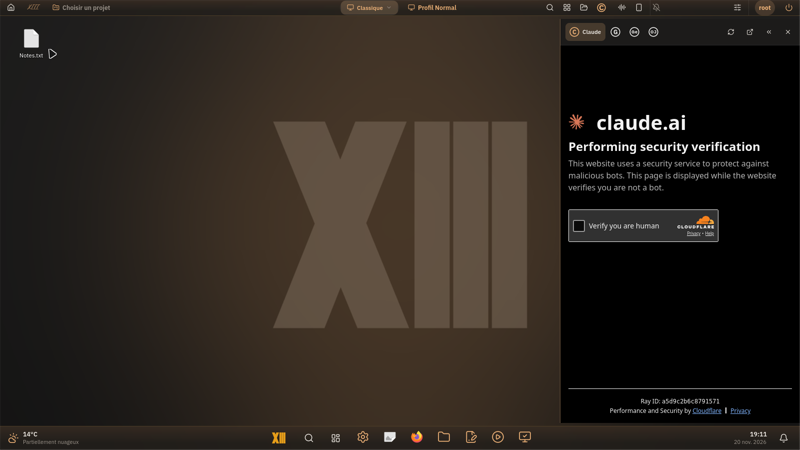 XIII
Choisir un projet
Classique
Profil Normal
root
Notes.txt
XIII
Claude
claude.ai
Performing security verification
This website uses a security service to protect against
malicious bots. This page is displayed while the website
verifies you are not a bot.
Verify you are human
CLOUDFLARE
Privacy • Help
Ray ID: a5d9c2b6c8791571
Performance and Security by Cloudflare | Privacy
14°C
Partiellement nuageux
XIII
19:11
20 nov. 2026